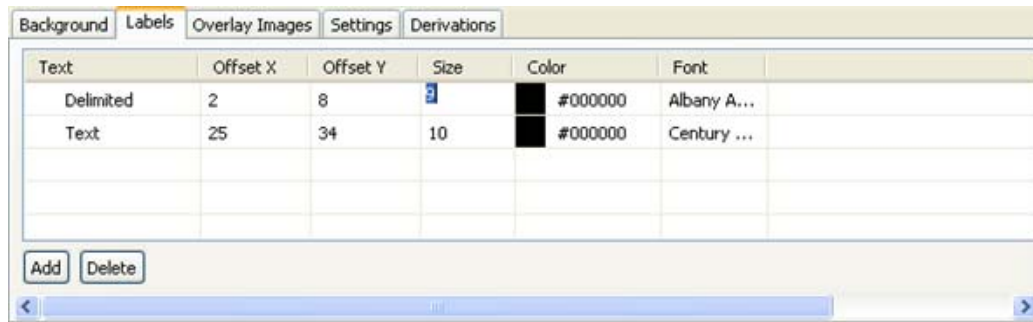 Background Labels Overlay Images Settings Derivations
Text Offset X Offset Y Size Color Font
Delimited 2 8 9 #000000 Albany A...
Text 25 34 10 #000000 Century ...
Add Delete